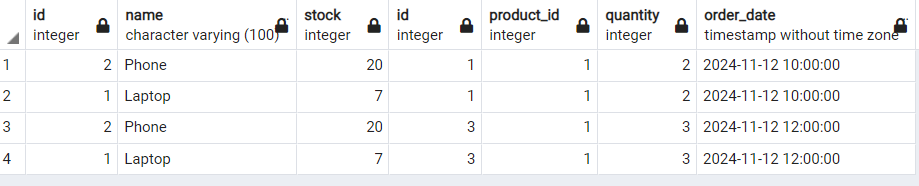 id name stock id product_id quantity order_date
integer character varying (100) integer integer integer integer timestamp without time zone
1 2 Phone 20 1 1 2 2024-11-12 10:00:00
2 1 Laptop 7 1 1 2 2024-11-12 10:00:00
3 2 Phone 20 3 1 3 2024-11-12 12:00:00
4 1 Laptop 7 3 1 3 2024-11-12 12:00:00